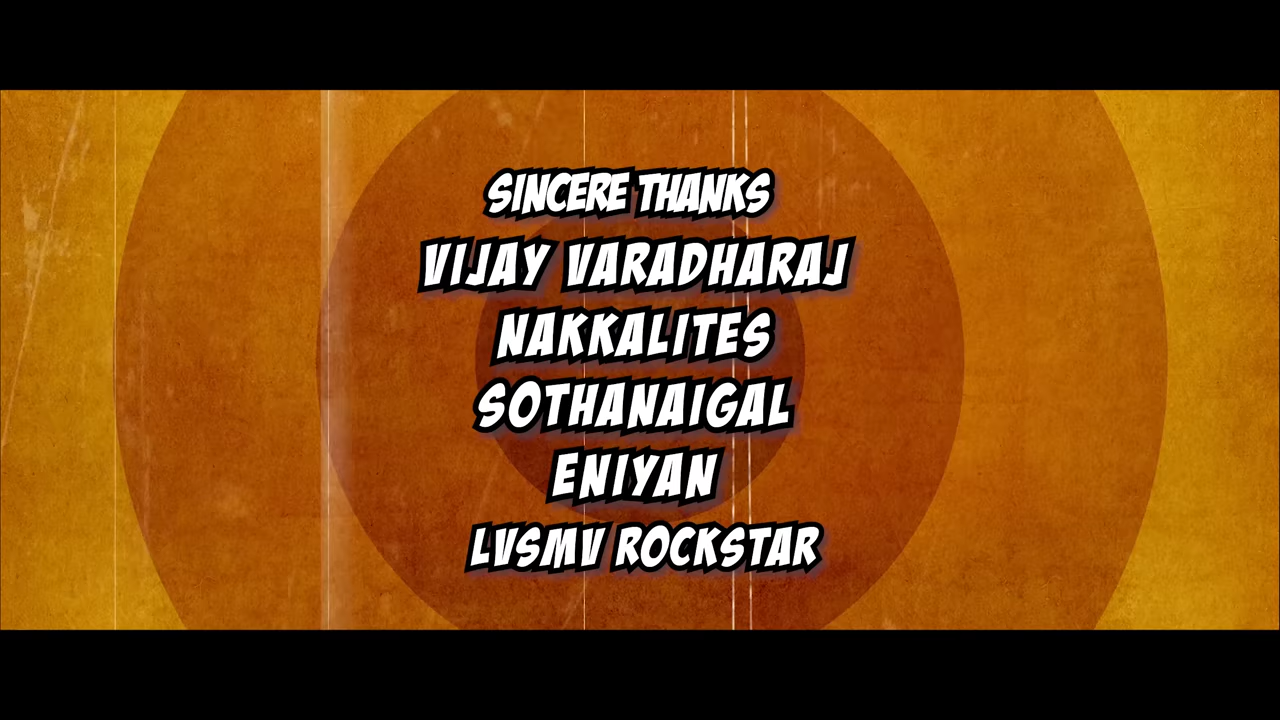 SINCERE THANKS
VIJAY VARADHARAJ
NAKKALITES
SOTHANAIGAL
ENIYAN
LVSMV ROCKSTAR